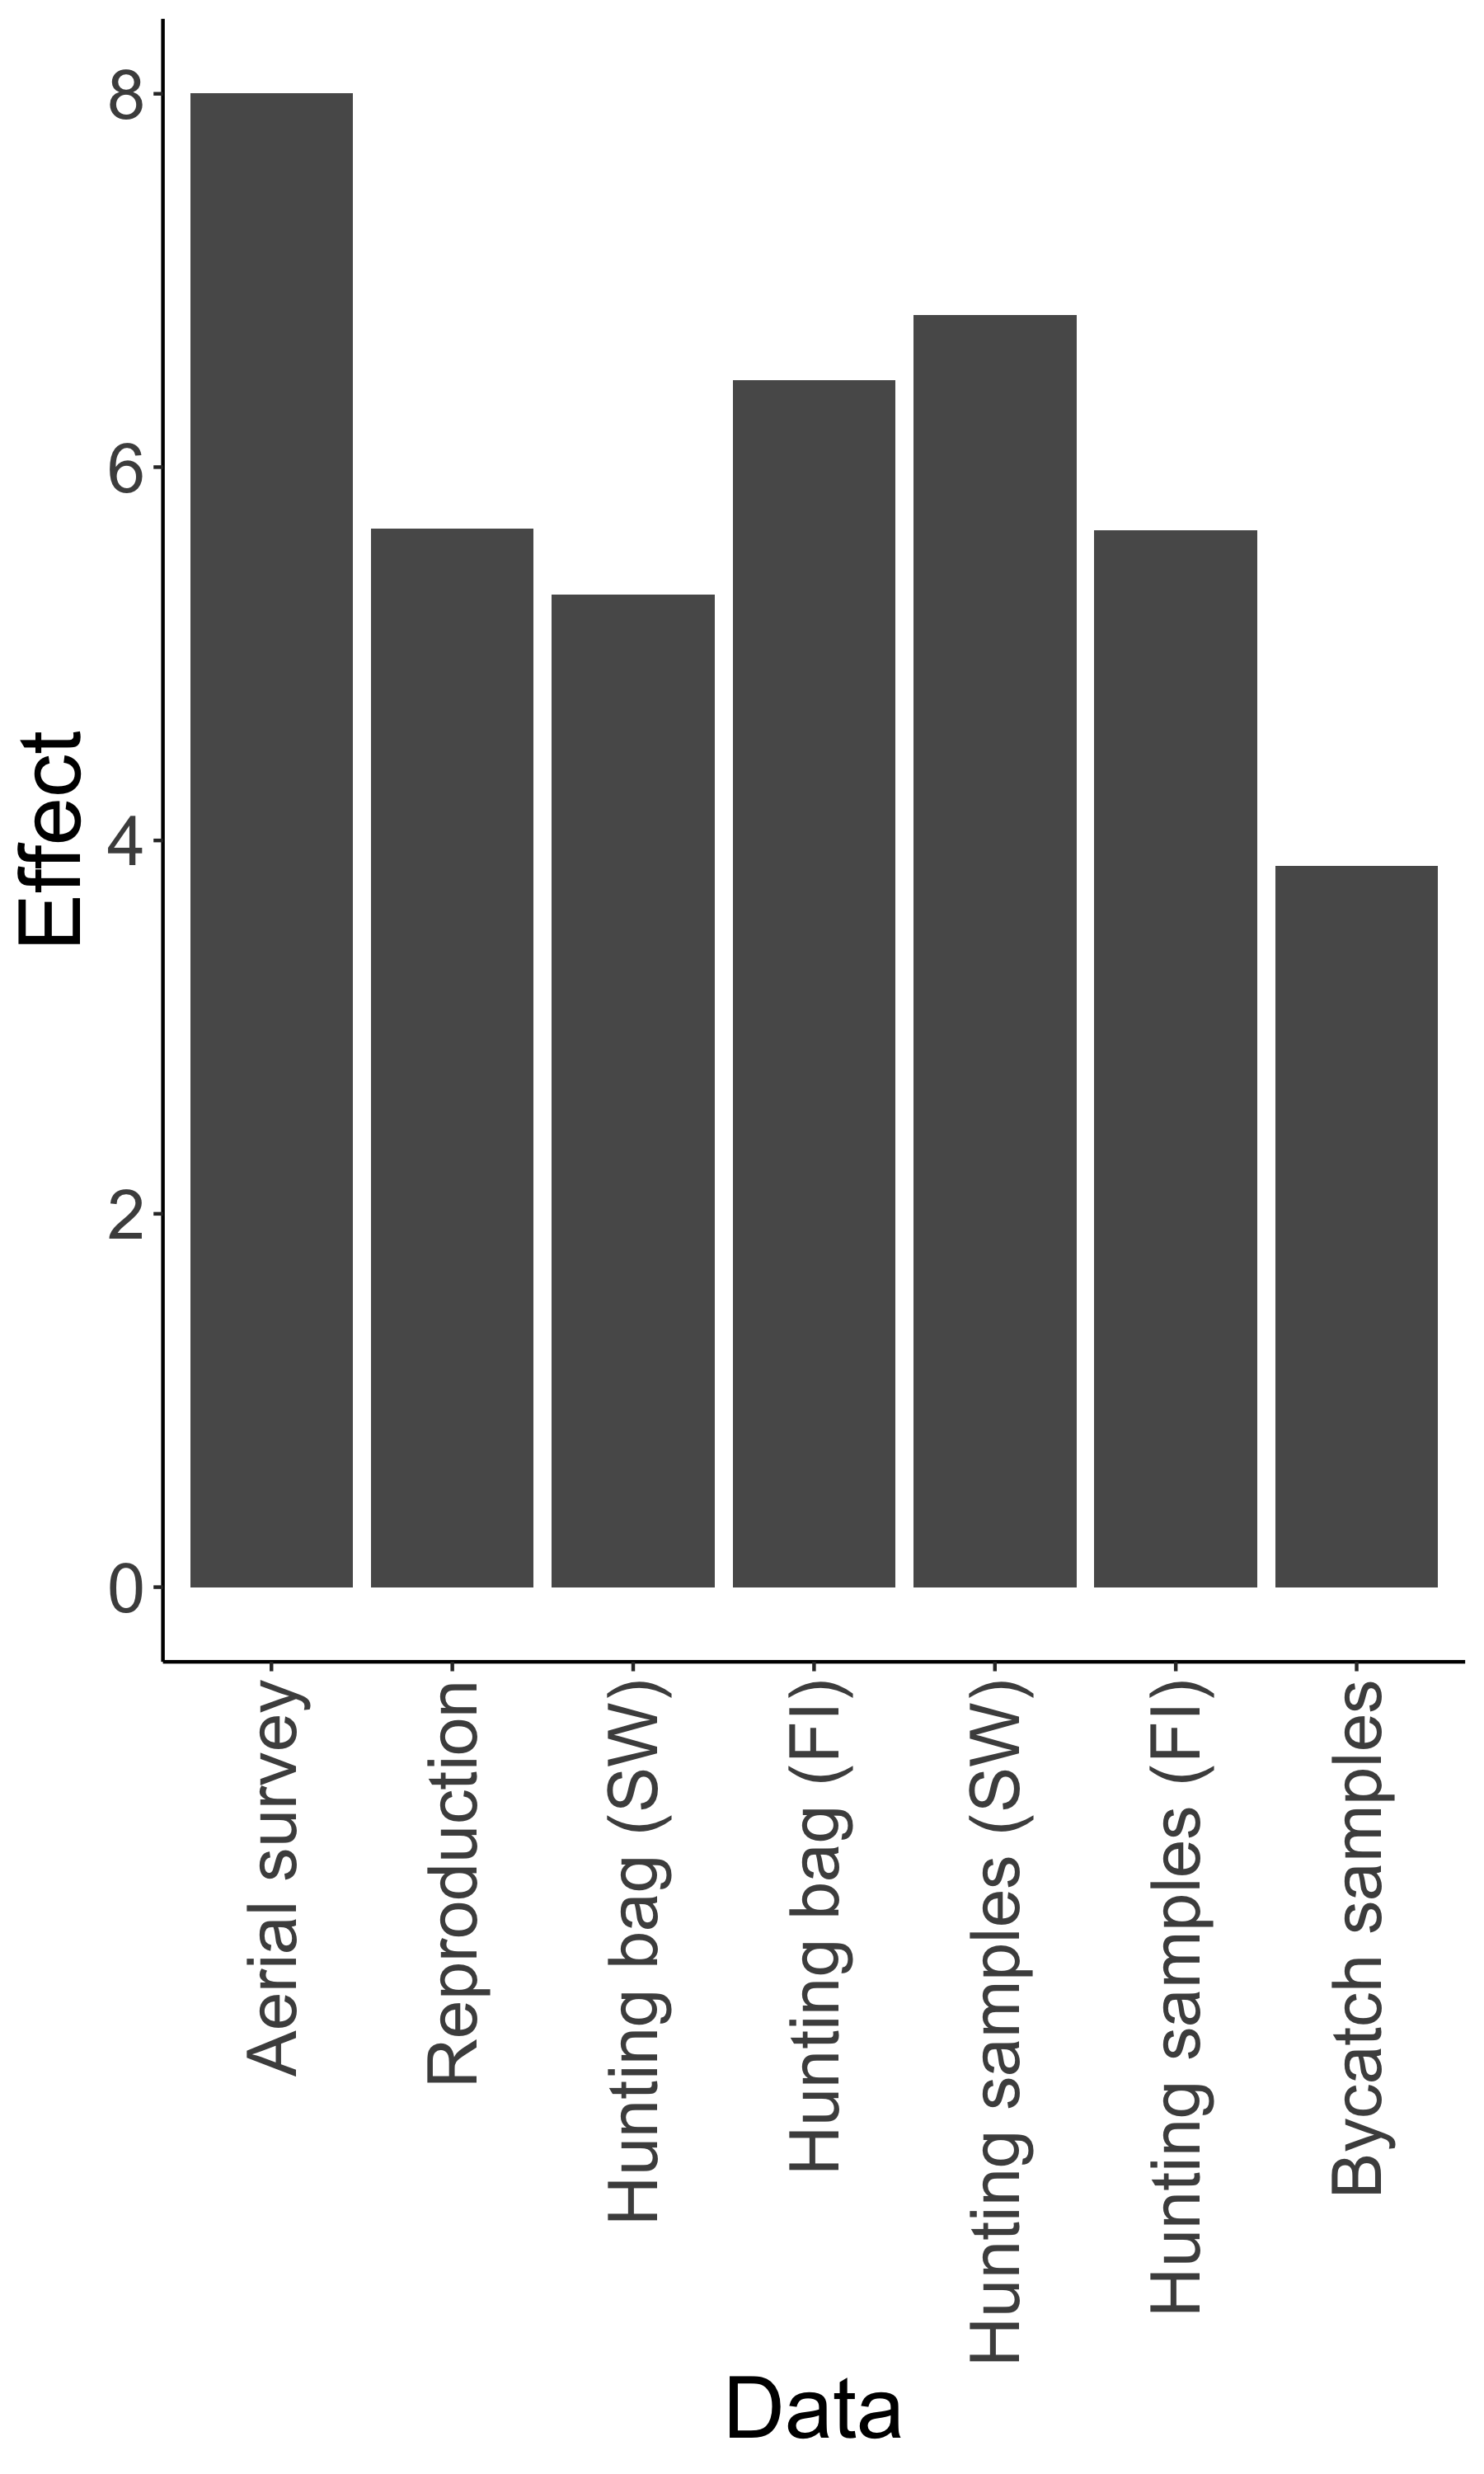 Effect
8
6
4
2
0
Aerial survey
Reproduction
Hunting bag (SW)
Hunting bag (FI)
Hunting samples (SW)
Hunting samples (FI)
Bycatch samples
Data